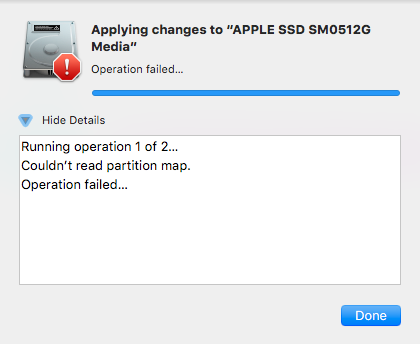 Applying changes to “APPLE SSD SM0512G
Media”
Operation failed...
Hide Details
Running operation 1 of 2...
Couldn’t read partition map.
Operation failed...
Done